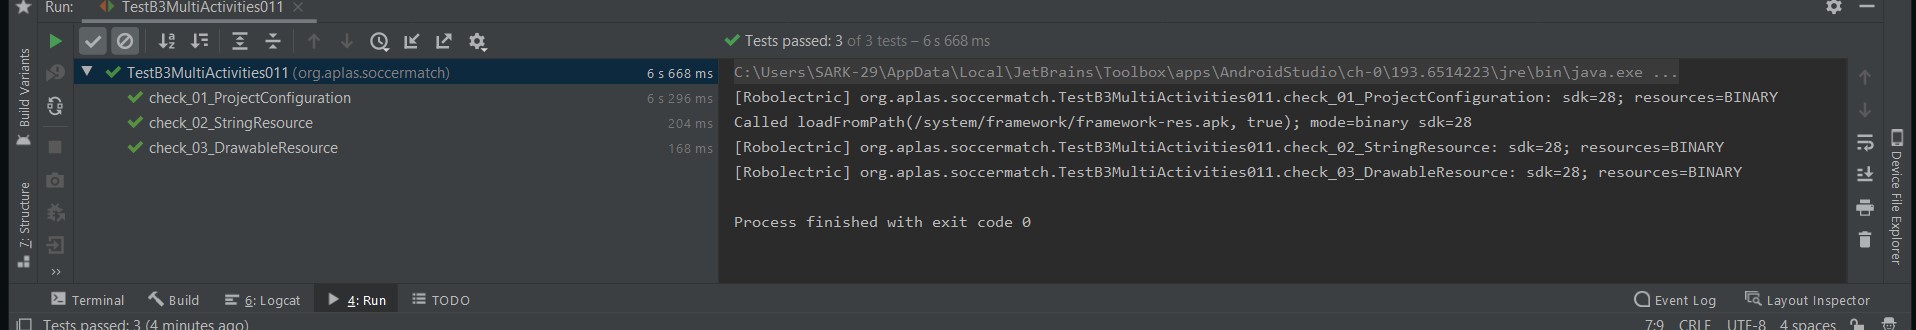 Run: TestB3MultiActivities011
Tests passed: 3 of 3 tests – 6 s 668 ms
TestB3MultiActivities011 (org.aplas.soccermatch) 6 s 668 ms
check_01_ProjectConfiguration 6 s 296 ms
check_02_StringResource 204 ms
check_03_DrawableResource 168 ms
C:\Users\SARK-29\AppData\Local\JetBrains\Toolbox\apps\AndroidStudio\ch-0\193.6514223\jre\bin\java.exe ...
[Robolectric] org.aplas.soccermatch.TestB3MultiActivities011.check_01_ProjectConfiguration: sdk=28; resources=BINARY
Called loadFromPath(/system/framework/framework-res.apk, true); mode=binary sdk=28
[Robolectric] org.aplas.soccermatch.TestB3MultiActivities011.check_02_StringResource: sdk=28; resources=BINARY
[Robolectric] org.aplas.soccermatch.TestB3MultiActivities011.check_03_DrawableResource: sdk=28; resources=BINARY
Process finished with exit code 0
Build Variants
7: Structure
Device File Explorer
Terminal Build 6: Logcat 4: Run TODO Event Log Layout Inspector
Tests passed: 3 (4 minutes ago) 7:9 CRLF UTF-8 4 spaces